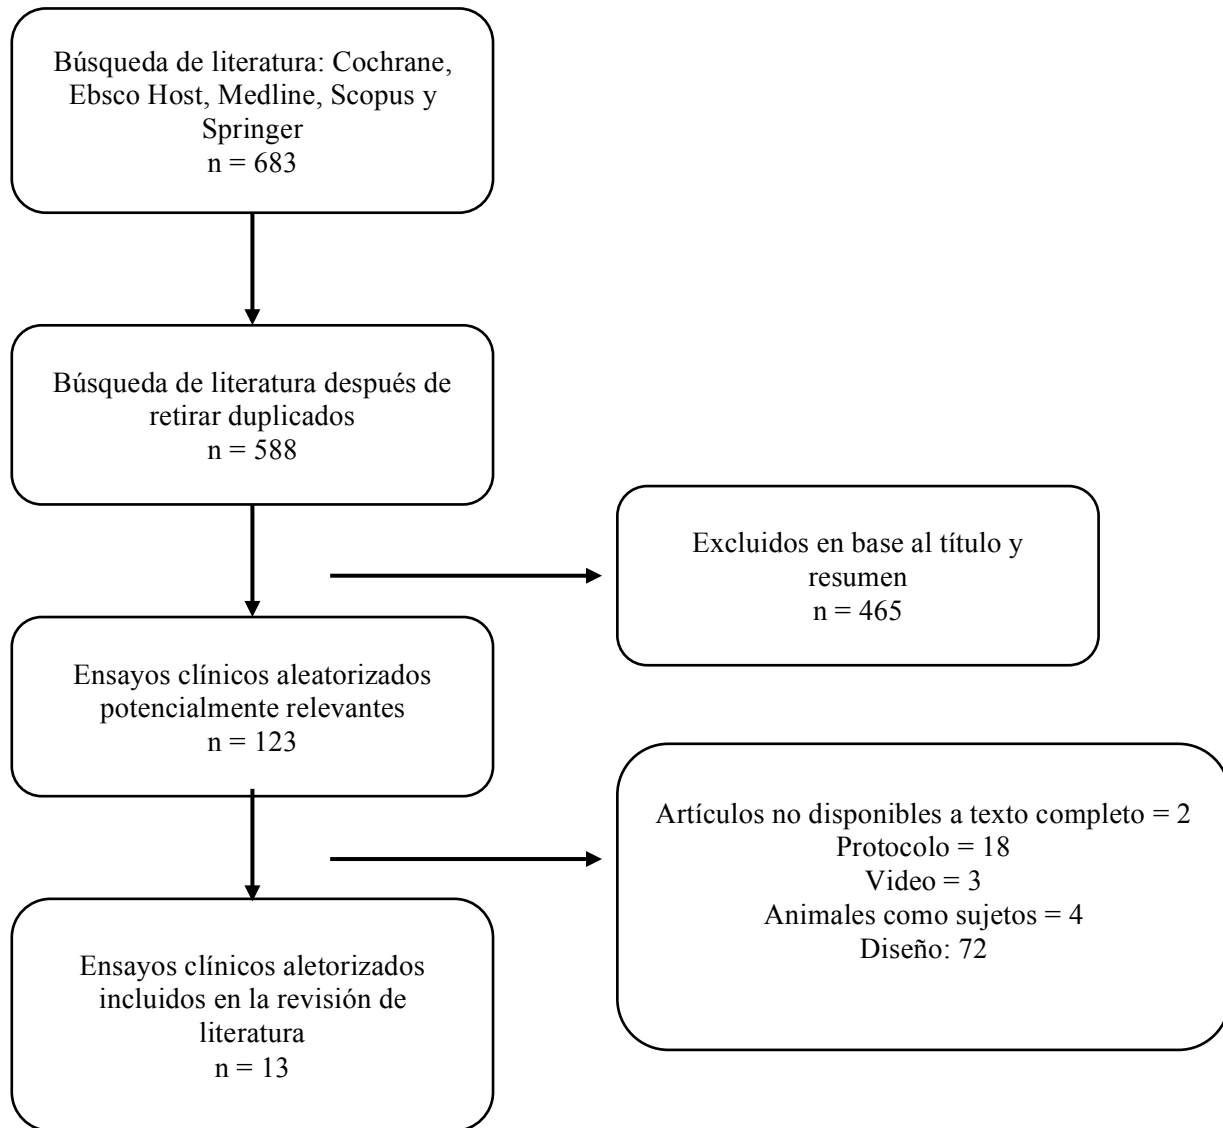 Búsqueda de literatura: Cochrane,
Ebsco Host, Medline, Scopus y
Springer
n = 683
Búsqueda de literatura después de
retirar duplicados
n = 588
Excluidos en base al título y
resumen
n = 465
Ensayos clínicos aleatorizados
potencialmente relevantes
n = 123
Artículos no disponibles a texto completo = 2
Protocolo = 18
Video = 3
Animales como sujetos = 4
Diseño: 72
Ensayos clínicos aletorizados
incluidos en la revisión de
literatura
n = 13